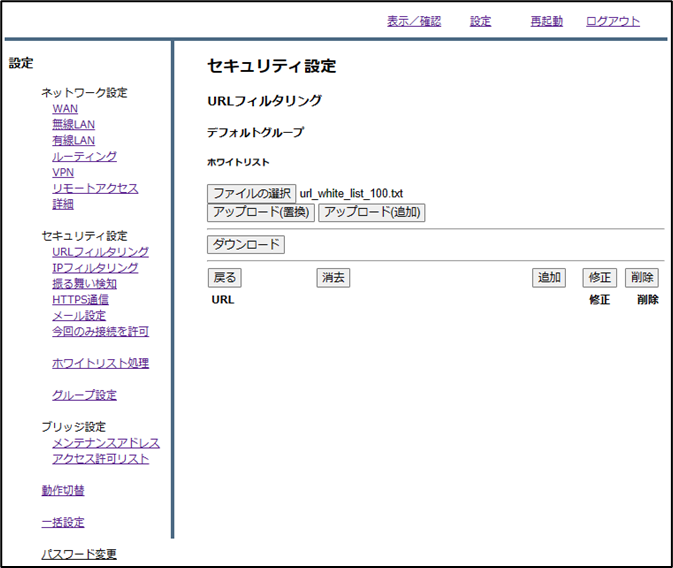 表示／確認 設定 再起動 ログアウト
設定
ネットワーク設定
WAN
無線LAN
有線LAN
ルーティング
VPN
リモートアクセス
詳細
セキュリティ設定
URLフィルタリング
IPフィルタリング
振る舞い検知
HTTPS通信
メール設定
今回のみ接続を許可
ホワイトリスト処理
グループ設定
ブリッジ設定
メンテナンスアドレス
アクセス許可リスト
動作切替
一括設定
パスワード変更
セキュリティ設定
URLフィルタリング
デフォルトグループ
ホワイトリスト
ファイルの選択 url_white_list_100.txt
アップロード(置換) アップロード(追加)
ダウンロード
戻る 消去 追加 修正 削除
URL 修正 削除